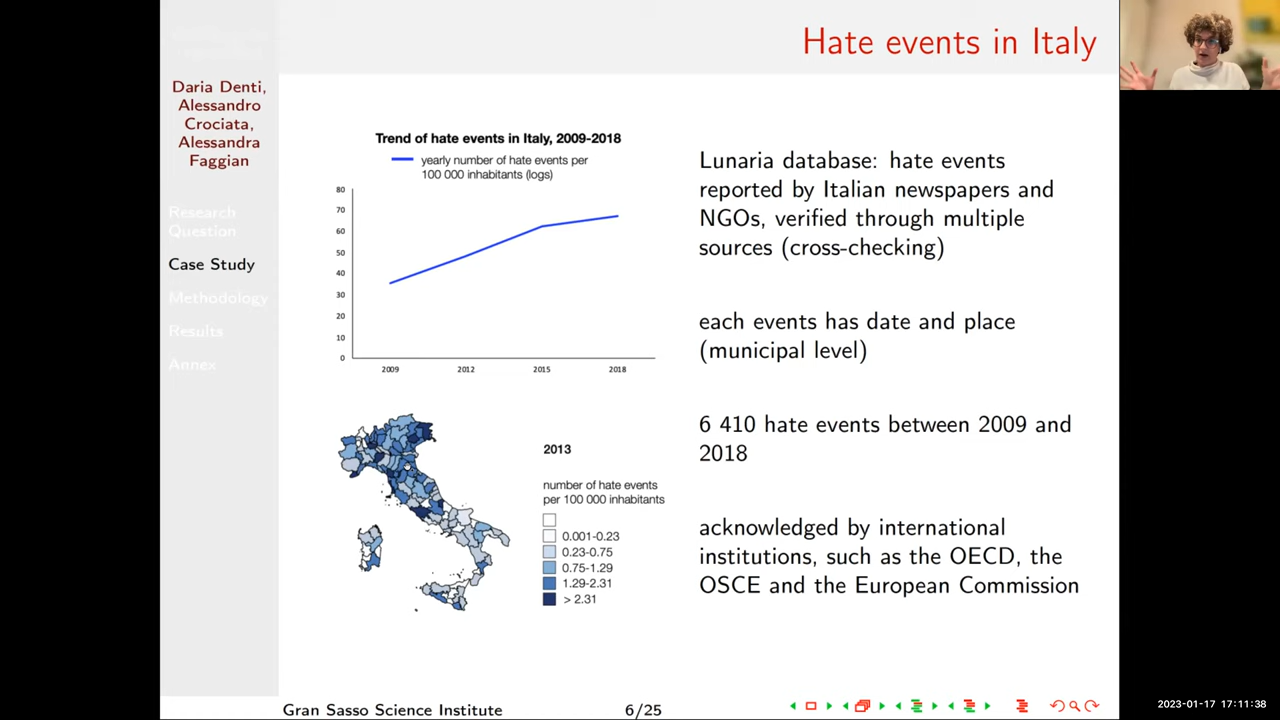 Hate events in Italy
Daria Denti,
Alessandro
Crociata,
Alessandra
Faggian
Research
Question
Case Study
Methodology
Results
Annex
Trend of hate events in Italy, 2009-2018
yearly number of hate events per
100 000 inhabitants (logs)
80
70
60
50
40
30
20
10
0
2009 2012 2015 2018
2013
number of hate events
per 100 000 inhabitants
0.001-0.23
0.23-0.75
0.75-1.29
1.29-2.31
> 2.31
Lunaria database: hate events
reported by Italian newspapers and
NGOs, verified through multiple
sources (cross-checking)
each events has date and place
(municipal level)
6 410 hate events between 2009 and
2018
acknowledged by international
institutions, such as the OECD, the
OSCE and the European Commission
Gran Sasso Science Institute
6/25
2023-01-17 17:11:38